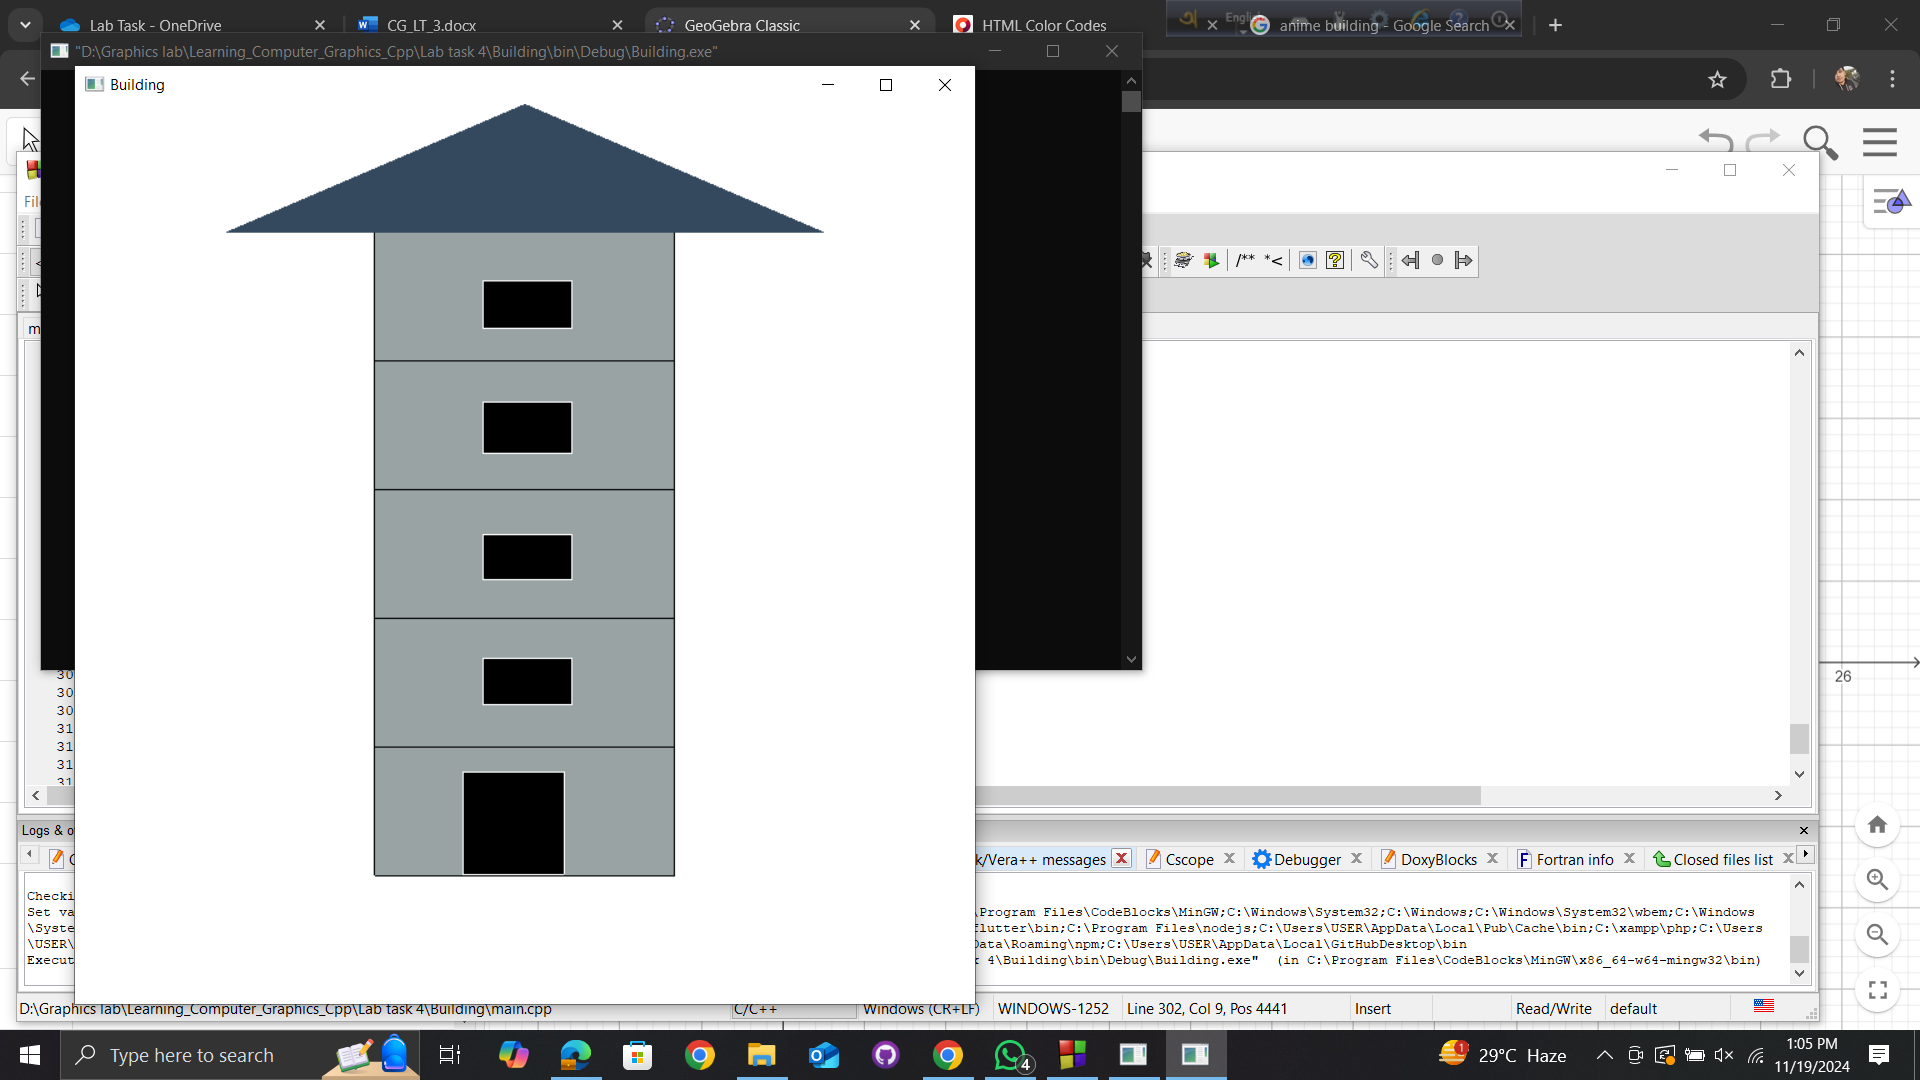 Lab Task - OneDrive
CG_LT_3.docx
GeoGebra Classic
HTML Color Codes
English
anime building - Google Search
"D:\Graphics lab\Learning_Computer_Graphics_Cpp\Lab task 4\Building\bin\Debug\Building.exe"
Building
/** *<
26
30
30
31
31
31
31
Logs & o
k/Vera++ messages
Cscope
Debugger
DoxyBlocks
Fortran info
Closed files list
Checki
Set va
\Program Files\CodeBlocks\MinGW;C:\Windows\System32;C:\Windows;C:\Windows\System32\wbem;C:\Windows
\Syste
flutter\bin;C:\Program Files\nodejs;C:\Users\USER\AppData\Local\Pub\Cache\bin;C:\xampp\php;C:\Users
\USER\
Data\Roaming\npm;C:\Users\USER\AppData\Local\GitHubDesktop\bin
Execut
4\Building\bin\Debug\Building.exe" (in C:\Program Files\CodeBlocks\MinGW\x86_64-w64-mingw32\bin)
D:\Graphics lab\Learning_Computer_Graphics_Cpp\Lab task 4\Building\main.cpp
C/C++
Windows (CR+LF)
WINDOWS-1252
Line 302, Col 9, Pos 4441
Insert
Read/Write
default
Type here to search
4
1
29°C Haze
1:05 PM
11/19/2024